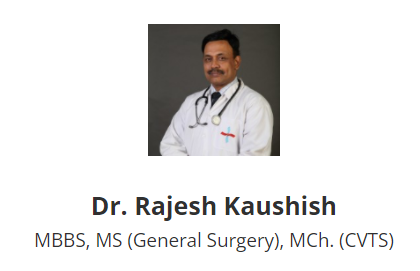 Dr. Rajesh Kaushish
MBBS, MS (General Surgery), MCh. (CVTS)